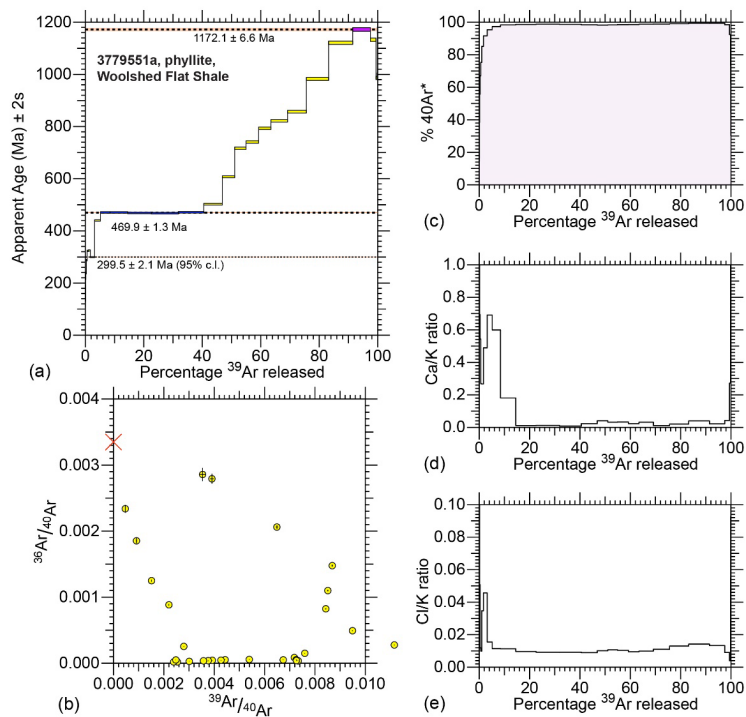 1200
1000
800
600
400
200
0
Apparent Age (Ma) ± 2s
1172.1 ± 6.6 Ma
3779551a, phyllite,
Woolshed Flat Shale
469.9 ± 1.3 Ma
299.5 ± 2.1 Ma (95% c.l.)
0 20 40 60 80 100
Percentage ³⁹Ar released
(a)
100
80
60
40
20
0
% 40Ar*
0 20 40 60 80 100
Percentage ³⁹Ar released
(c)
1.0
0.8
0.6
0.4
0.2
0.0
Ca/K ratio
0 20 40 60 80 100
Percentage ³⁹Ar released
(d)
0.004
0.003
0.002
0.001
0.000
³⁶Ar/⁴⁰Ar
0 0.002 0.004 0.006 0.008 0.010
³⁹Ar/⁴⁰Ar
(b)
0.10
0.08
0.06
0.04
0.02
0.00
Cl/K ratio
0 20 40 60 80 100
Percentage ³⁹Ar released
(e)